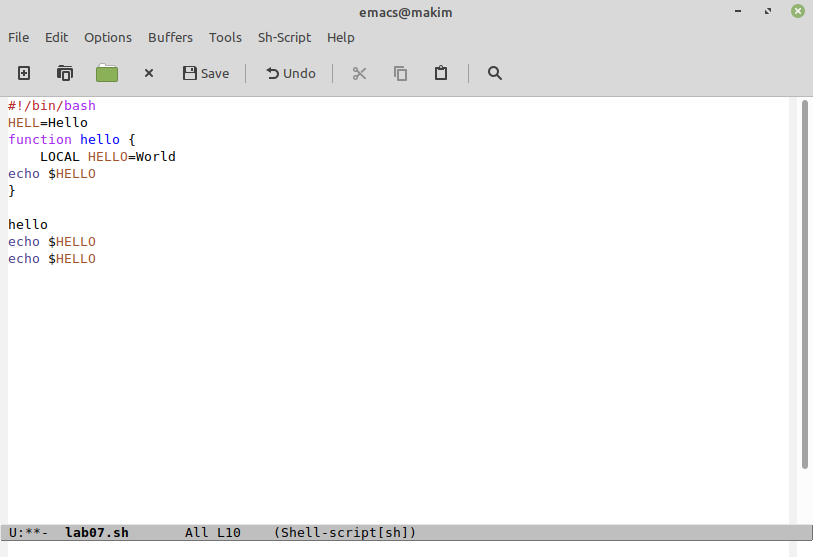 emacs@makim
File Edit Options Buffers Tools Sh-Script Help
Save Undo
#!/bin/bash
HELL=Hello
function hello {
    LOCAL HELLO=World
echo $HELLO
}
hello
echo $HELLO
echo $HELLO
U:**- lab07.sh All L10 (Shell-script[sh])